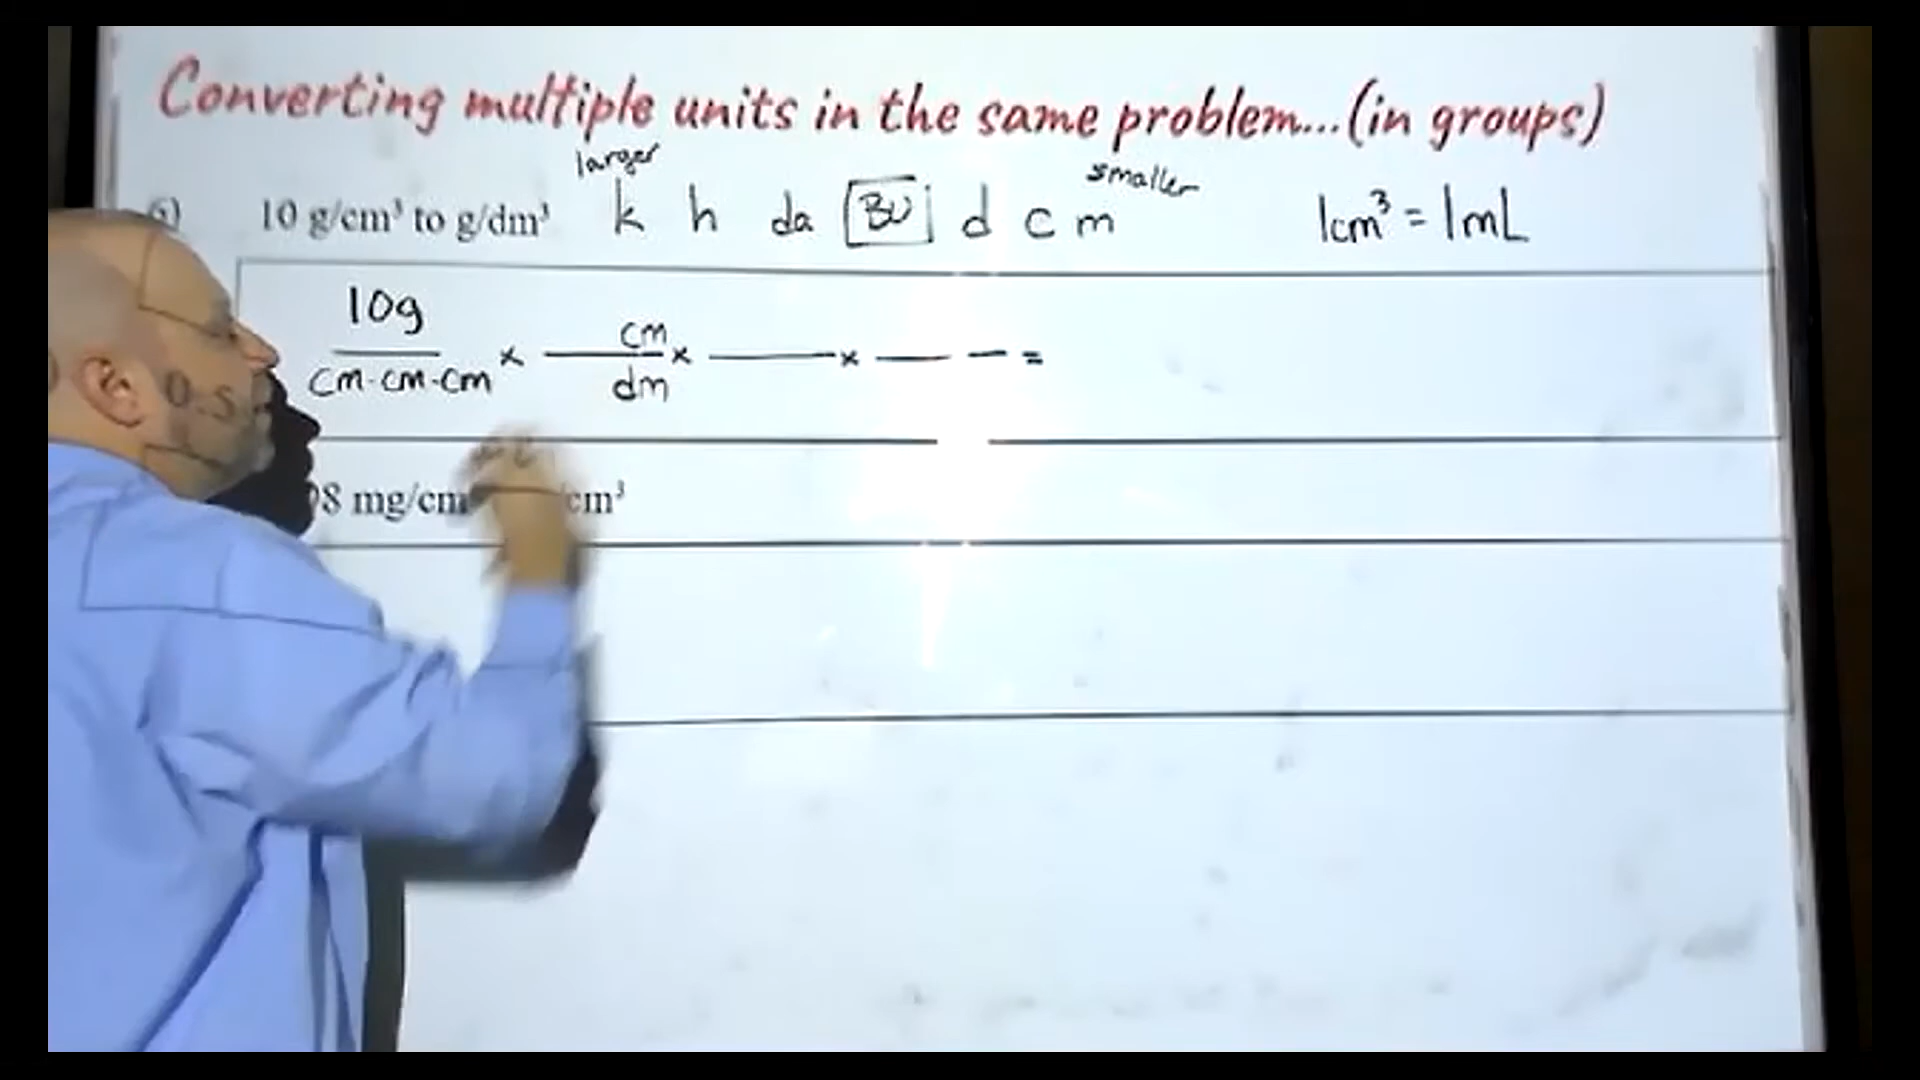 Converting multiple units in the same problem...(in groups)
larger
smaller
10 g/cm³ to g/dm³ k h da BU d c m 1cm³ = 1mL
10g
cm
× × × =
cm·cm·cm
dm
8 mg/cm /cm³